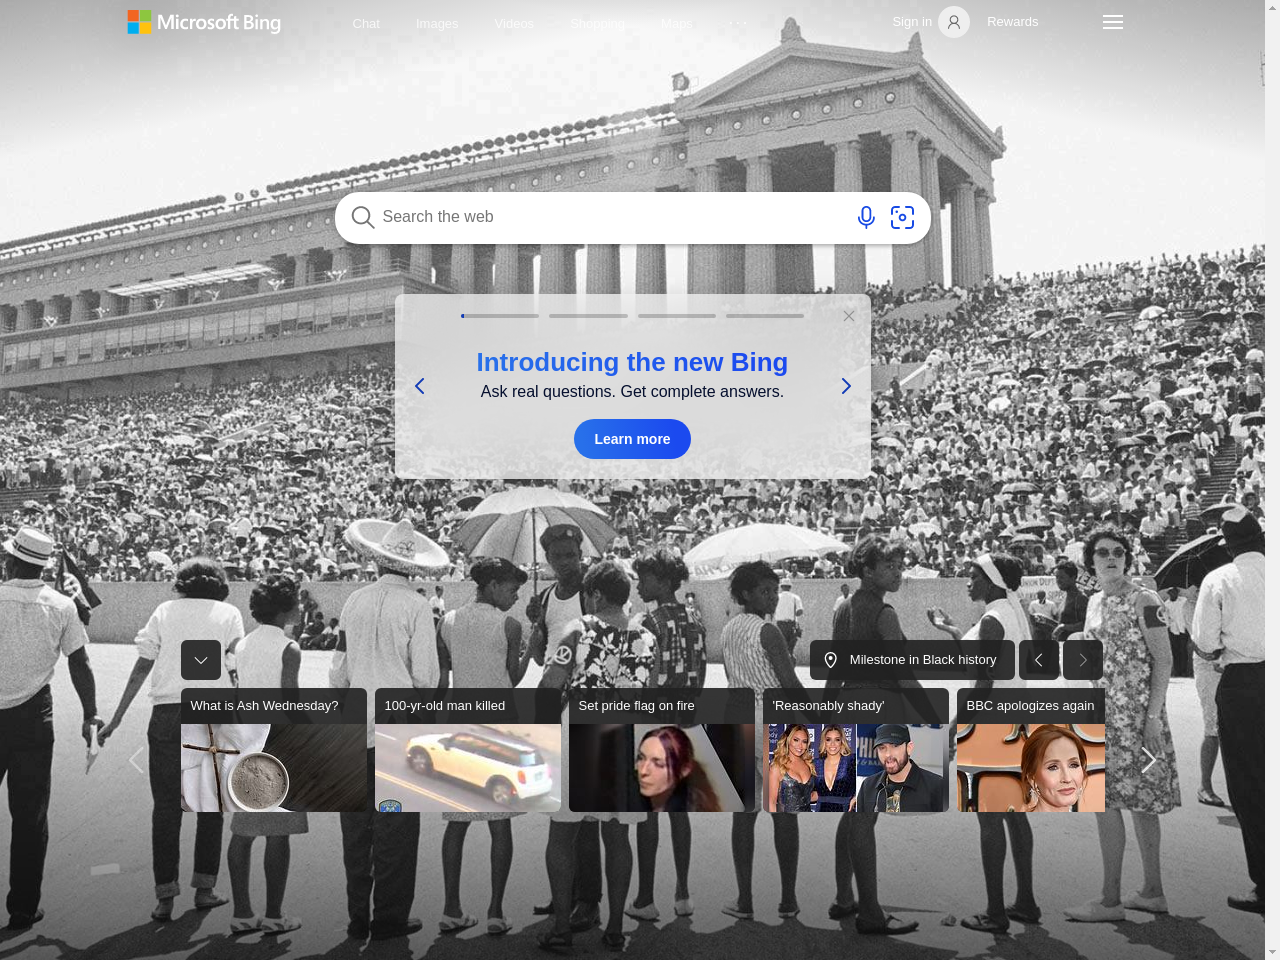 Microsoft Bing
Chat
Images
Videos
Shopping
Maps
Sign in
Rewards
Search the web
Introducing the new Bing
Ask real questions. Get complete answers.
Learn more
Milestone in Black history
What is Ash Wednesday?
100-yr-old man killed
Set pride flag on fire
'Reasonably shady'
BBC apologizes again